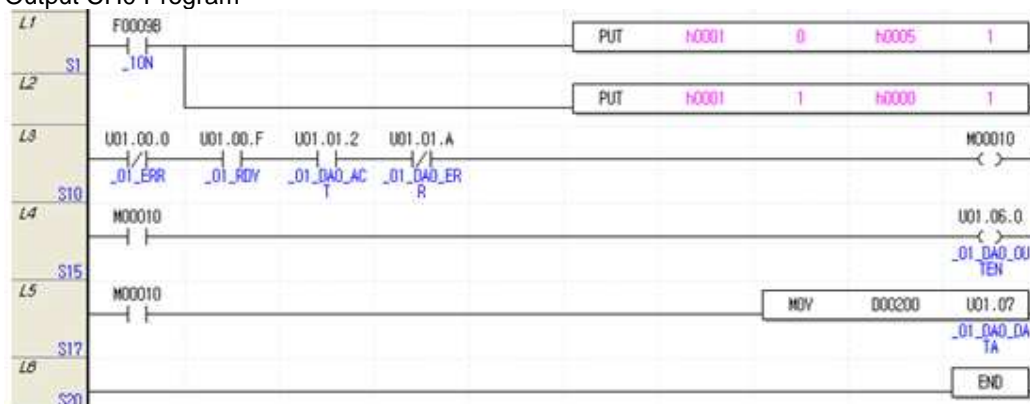 Output CH0 Program
L1 F0009B PUT h0001 0 h0005 1
S1 _1ON
L2 PUT h0001 1 h0000 1
L3 U01.00.0 U01.00.F U01.01.2 U01.01.A M00010
_01_ERR _01_RDY _01_DA0_AC _01_DA0_ER
S10 T R
L4 M00010 U01.06.0
_01_DA0_OU
S15 TEN
L5 M00010 MOV D00200 U01.07
_01_DA0_DA
S17 TA
L6 END
S20